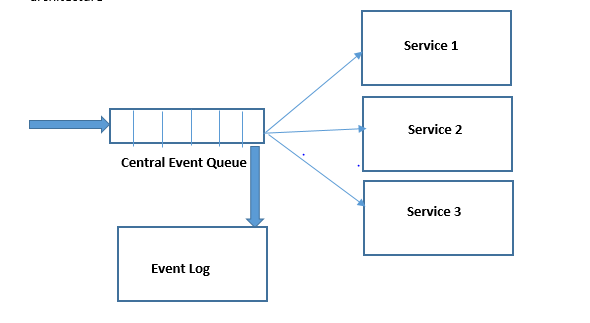 Service 1
Service 2
Central Event Queue
Service 3
Event Log